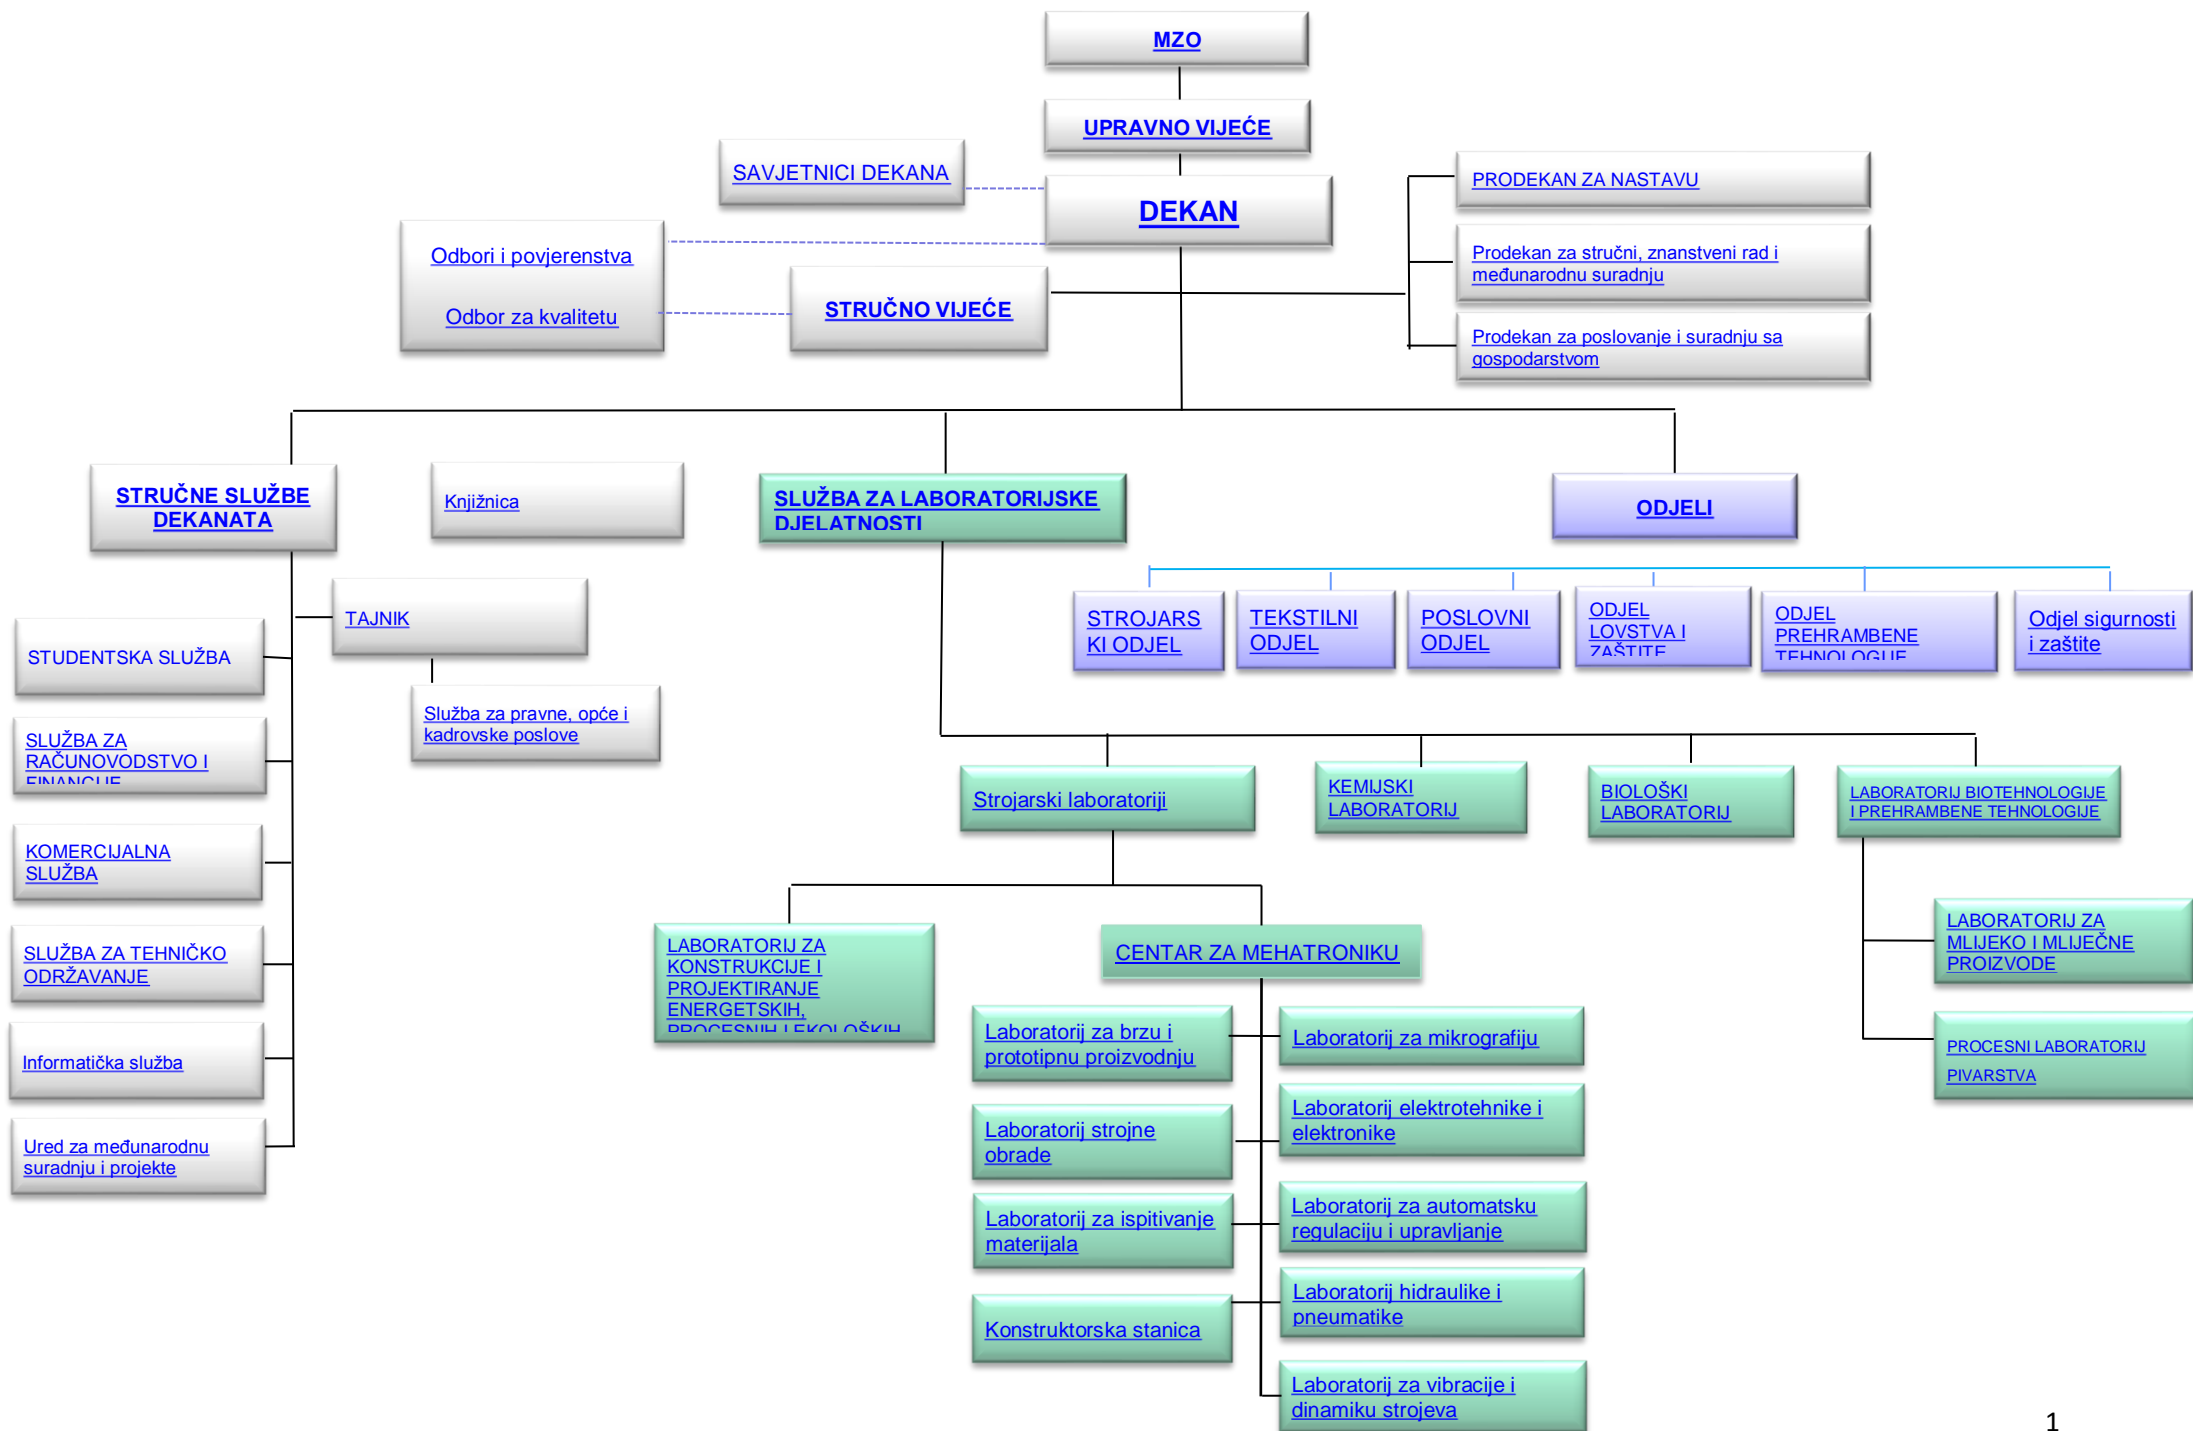 MZO
UPRAVNO VIJEĆE
SAVJETNICI DEKANA
DEKAN
PRODEKAN ZA NASTAVU
Odbori i povjerenstva
Odbor za kvalitetu
STRUČNO VIJEĆE
Prodekan za stručni, znanstveni rad i
međunarodnu suradnju
Prodekan za poslovanje i suradnju sa
gospodarstvom
STRUČNE SLUŽBE
DEKANATA
Knjižnica
SLUŽBA ZA LABORATORIJSKE
DJELATNOSTI
ODJELI
TAJNIK
Služba za pravne, opće i
kadrovske poslove
STUDENTSKA SLUŽBA
SLUŽBA ZA
RAČUNOVODSTVO I
FINANCIJE
KOMERCIJALNA
SLUŽBA
SLUŽBA ZA TEHNIČKO
ODRŽAVANJE
Informatička služba
Ured za međunarodnu
suradnju i projekte
STROJARS
KI ODJEL
TEKSTILNI
ODJEL
POSLOVNI
ODJEL
ODJEL
LOVSTVA I
ZAŠTITE
ODJEL
PREHRAMBENE
TEHNOLOGIJE
Odjel sigurnosti
i zaštite
Strojarski laboratoriji
KEMIJSKI
LABORATORIJ
BIOLOŠKI
LABORATORIJ
LABORATORIJ BIOTEHNOLOGIJE
I PREHRAMBENE TEHNOLOGIJE
LABORATORIJ ZA
KONSTRUKCIJE I
PROJEKTIRANJE
ENERGETSKIH,
PROCESNIH I EKOLOŠKIH
CENTAR ZA MEHATRONIKU
LABORATORIJ ZA
MLIJEKO I MLIJEČNE
PROIZVODE
PROCESNI LABORATORIJ
PIVARSTVA
Laboratorij za brzu i
prototipnu proizvodnju
Laboratorij za mikrografiju
Laboratorij strojne
obrade
Laboratorij elektrotehnike i
elektronike
Laboratorij za ispitivanje
materijala
Laboratorij za automatsku
regulaciju i upravljanje
Konstruktorska stanica
Laboratorij hidraulike i
pneumatike
Laboratorij za vibracije i
dinamiku strojeva
1